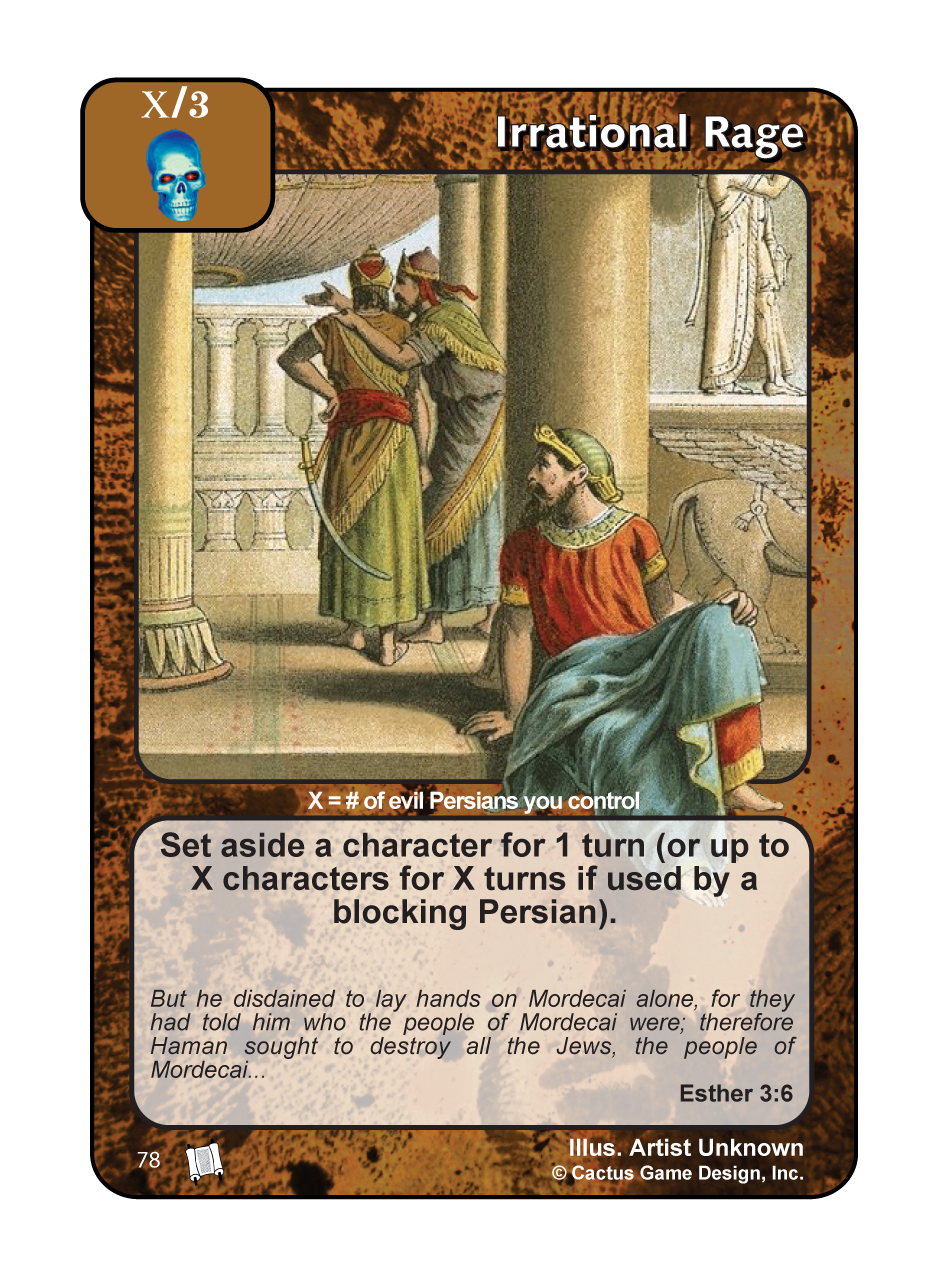 X/3
Irrational Rage
X = # of evil Persians you control
Set aside a character for 1 turn (or up to
X characters for X turns if used by a
blocking Persian).
But he disdained to lay hands on Mordecai alone, for they
had told him who the people of Mordecai were; therefore
Haman sought to destroy all the Jews, the people of
Mordecai...
Esther 3:6
78
Illus. Artist Unknown
© Cactus Game Design, Inc.